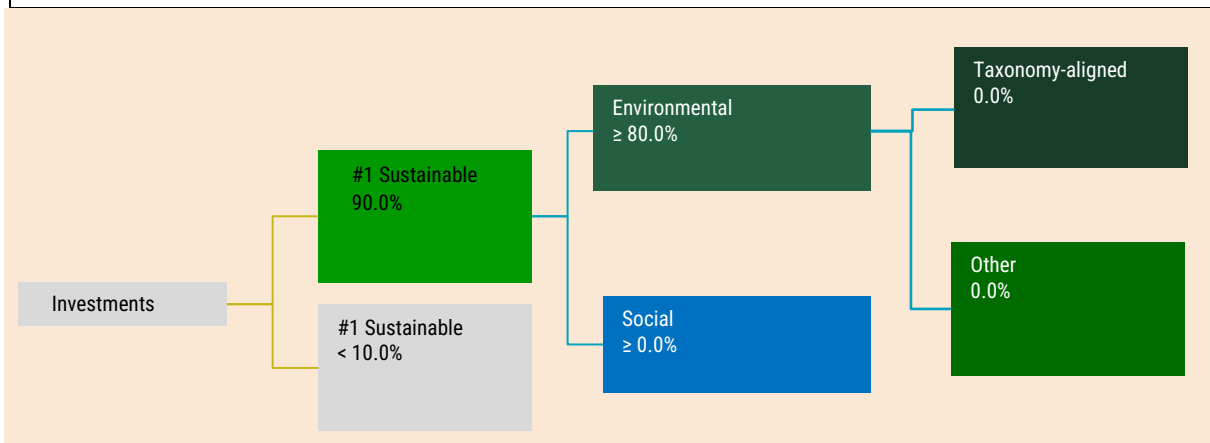 Investments
#1 Sustainable
90.0%
#1 Sustainable
< 10.0%
Environmental
≥ 80.0%
Social
≥ 0.0%
Taxonomy-aligned
0.0%
Other
0.0%